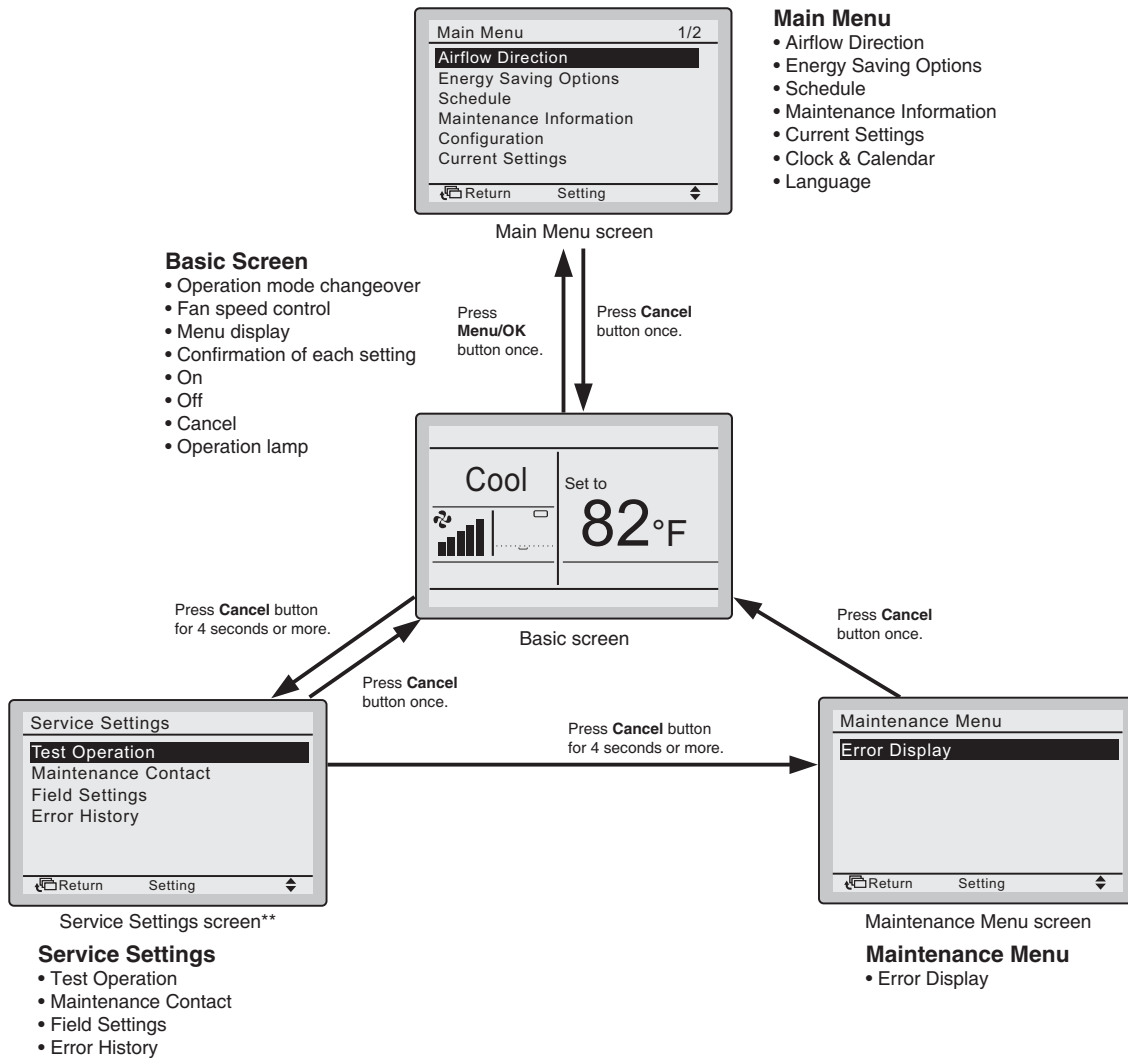 Main Menu 1/2
Airflow Direction
Energy Saving Options
Schedule
Maintenance Information
Configuration
Current Settings
Return Setting
Main Menu screen
Main Menu
• Airflow Direction
• Energy Saving Options
• Schedule
• Maintenance Information
• Current Settings
• Clock & Calendar
• Language
Basic Screen
• Operation mode changeover
• Fan speed control
• Menu display
• Confirmation of each setting
• On
• Off
• Cancel
• Operation lamp
Press
Menu/OK
button once.
Press Cancel
button once.
Cool
Set to
82°F
Basic screen
Press Cancel button
for 4 seconds or more.
Press Cancel
button once.
Press Cancel
button once.
Press Cancel button
for 4 seconds or more.
Service Settings
Test Operation
Maintenance Contact
Field Settings
Error History
Return Setting
Service Settings screen**
Service Settings
• Test Operation
• Maintenance Contact
• Field Settings
• Error History
Maintenance Menu
Error Display
Return Setting
Maintenance Menu screen
Maintenance Menu
• Error Display